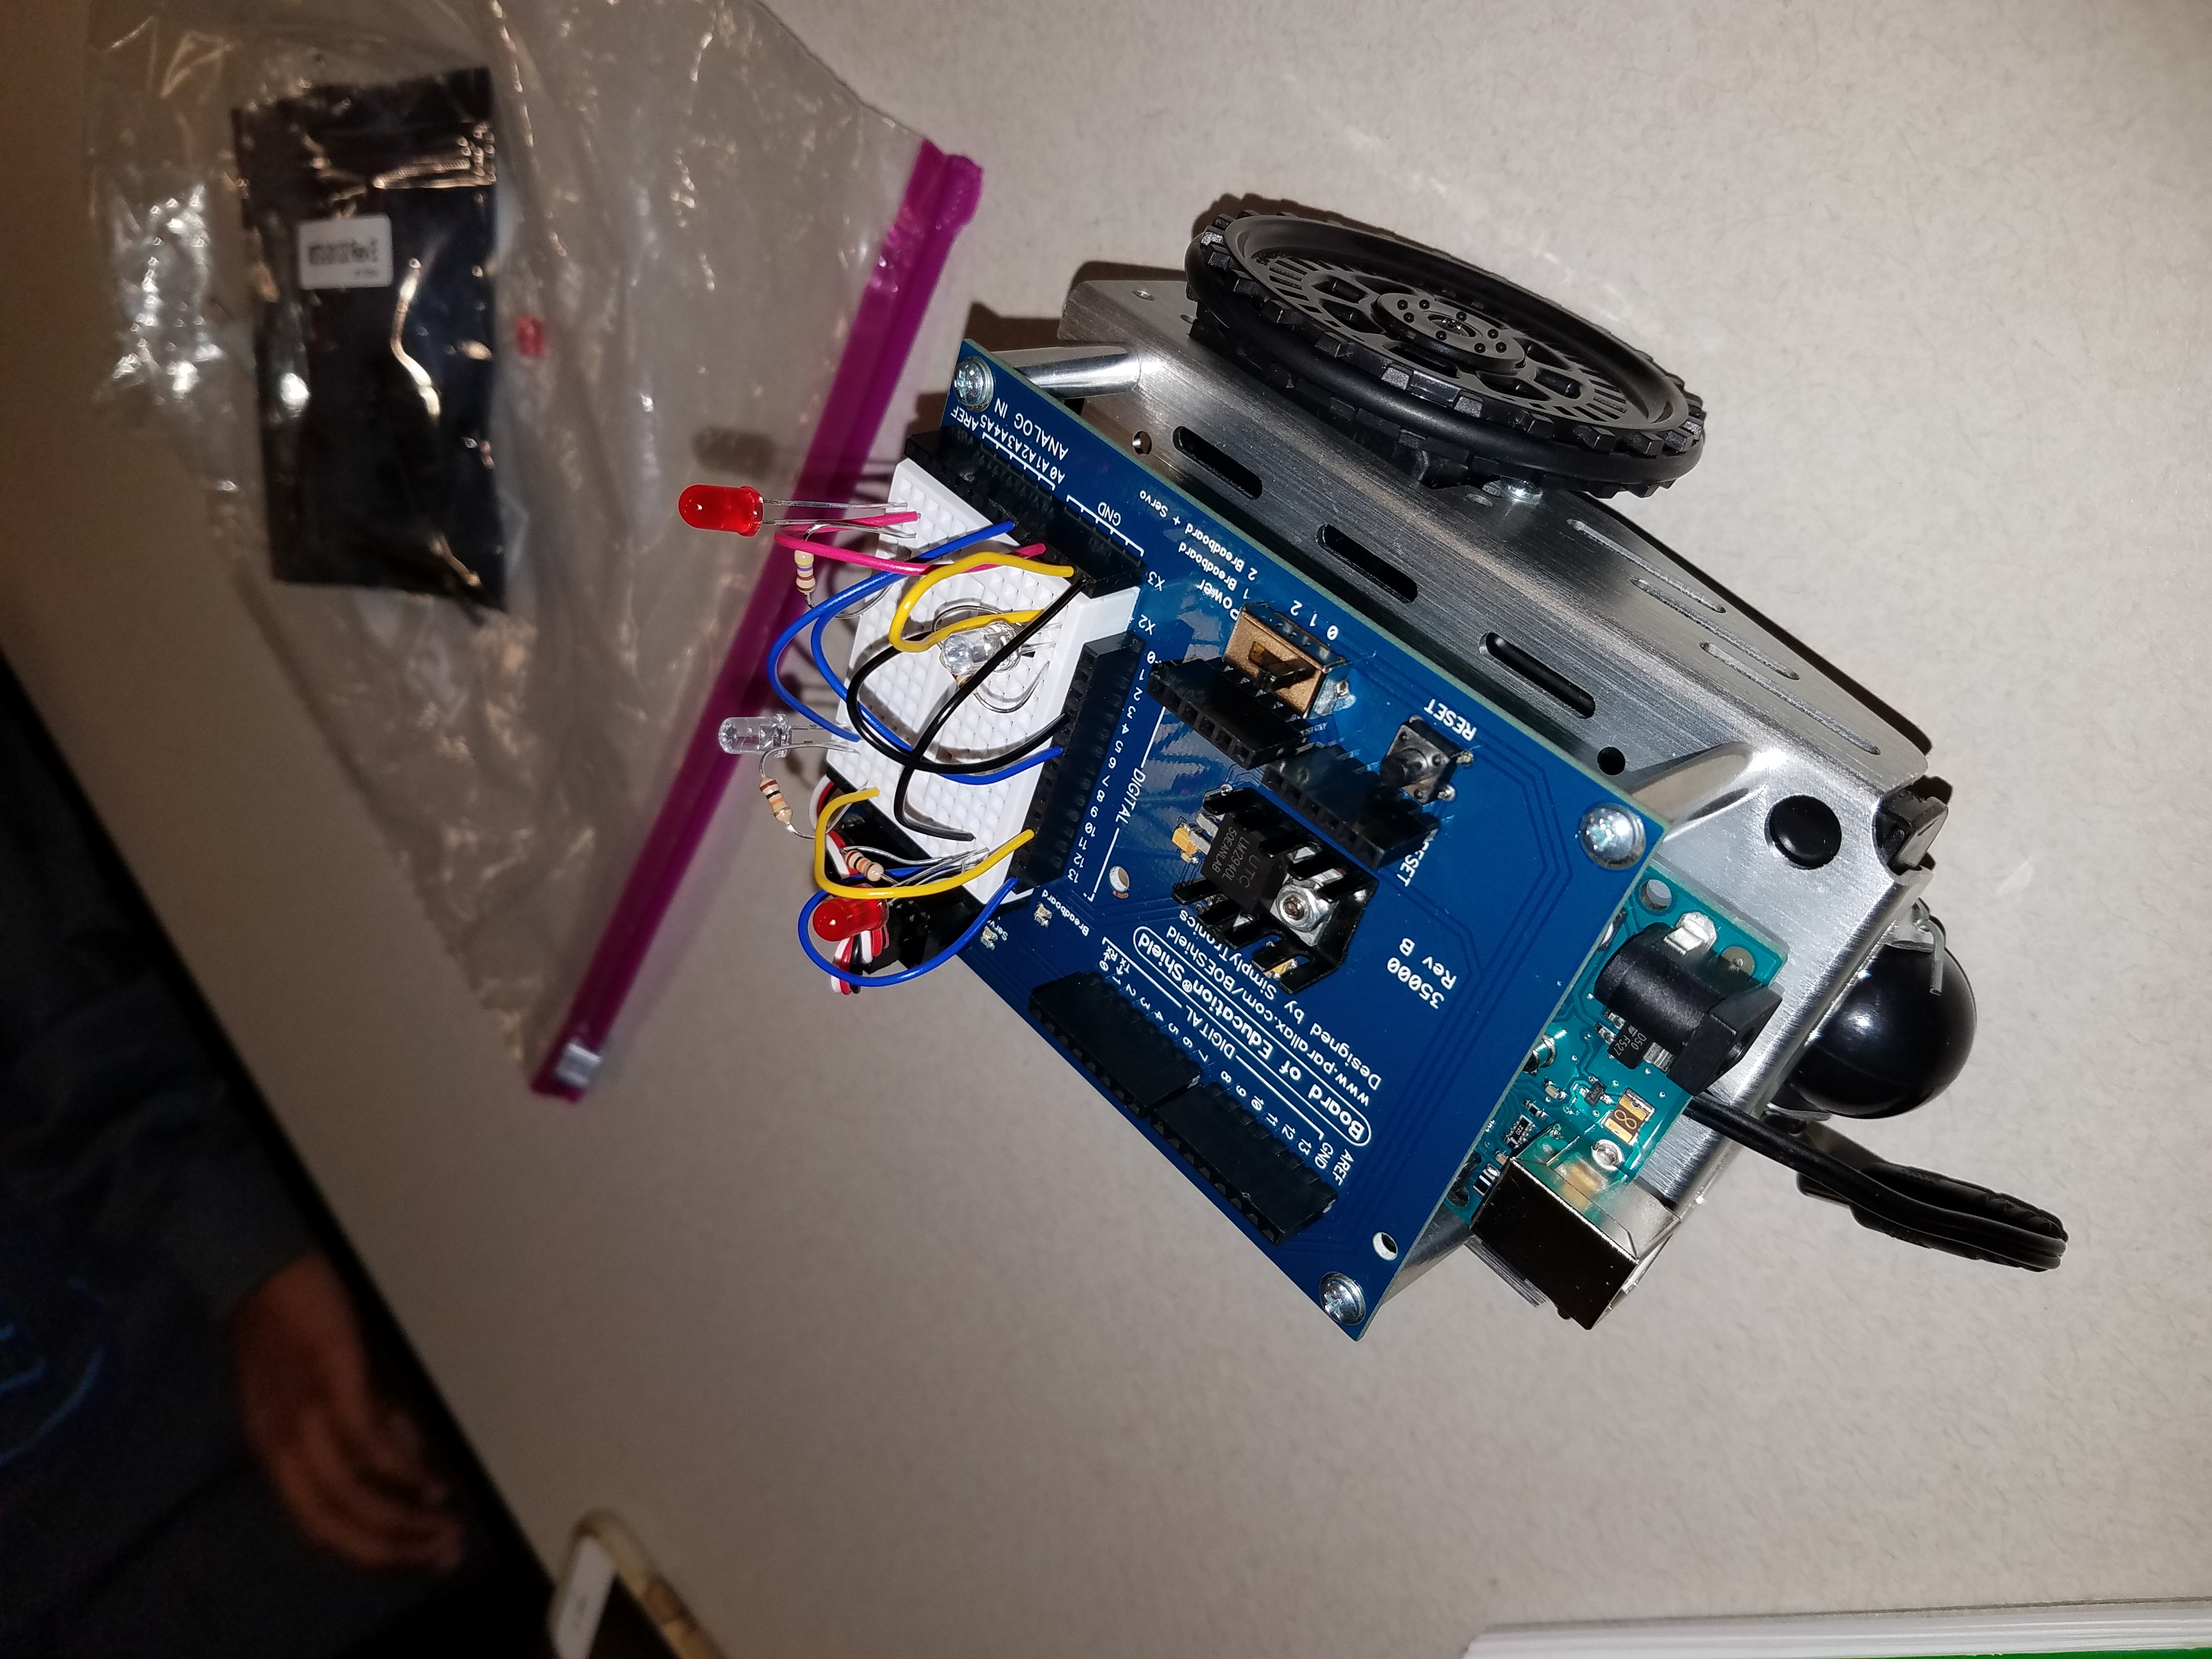 Servo
Breadboard
13
12
11
10
9
8
7
6
5
4
3
2
1
0
DIGITAL
X2
X3
AREF
A0 A1 A2 A3 A4 A5
ANALOG IN
GND
TX
RX
DIGITAL
AREF
GND
13
12
11
10
9
8
7
6
5
4
3
2
1
0
Board of Education® Shield
www.parallax.com/BOEShield
Designed by SimplyTronics
35000
Rev B
UTC
LM2940L
Power
1 Breadboard
2 Breadboard + Servo
0 1 2
RESET
RESET